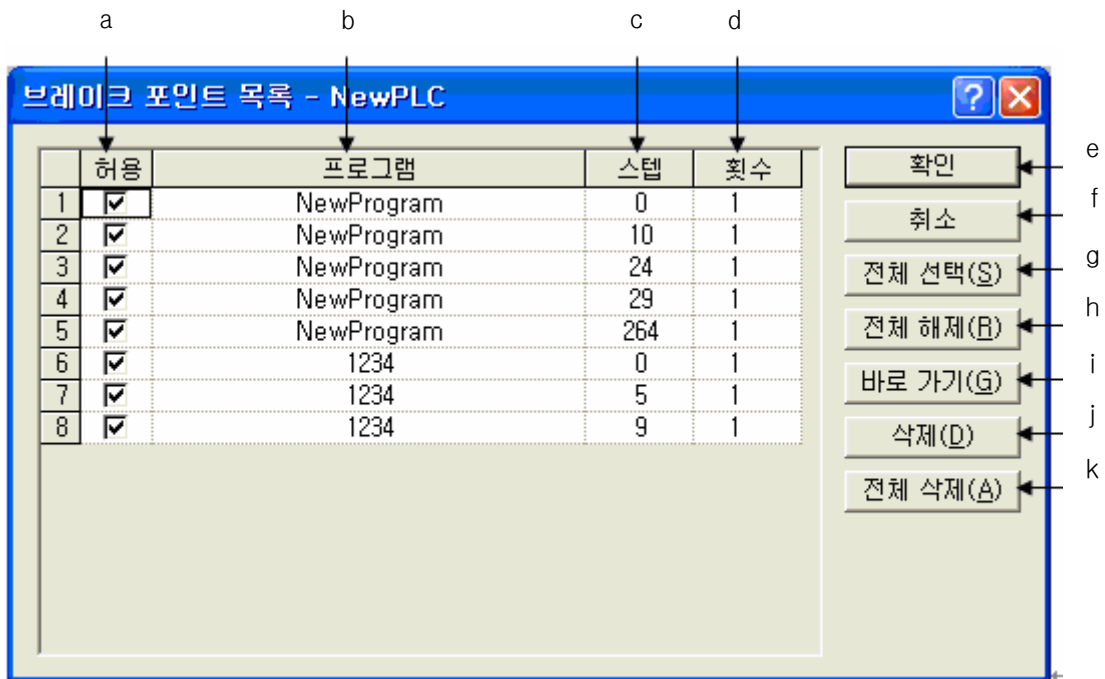 a b c d
브레이크 포인트 목록 - NewPLC
허용 프로그램 스텝 횟수
1 NewProgram 0 1
2 NewProgram 10 1
3 NewProgram 24 1
4 NewProgram 29 1
5 NewProgram 264 1
6 1234 0 1
7 1234 5 1
8 1234 9 1
확인 e
취소 f
전체 선택(S) g
전체 해제(R) h
바로 가기(G) i
삭제(D) j
전체 삭제(A) k